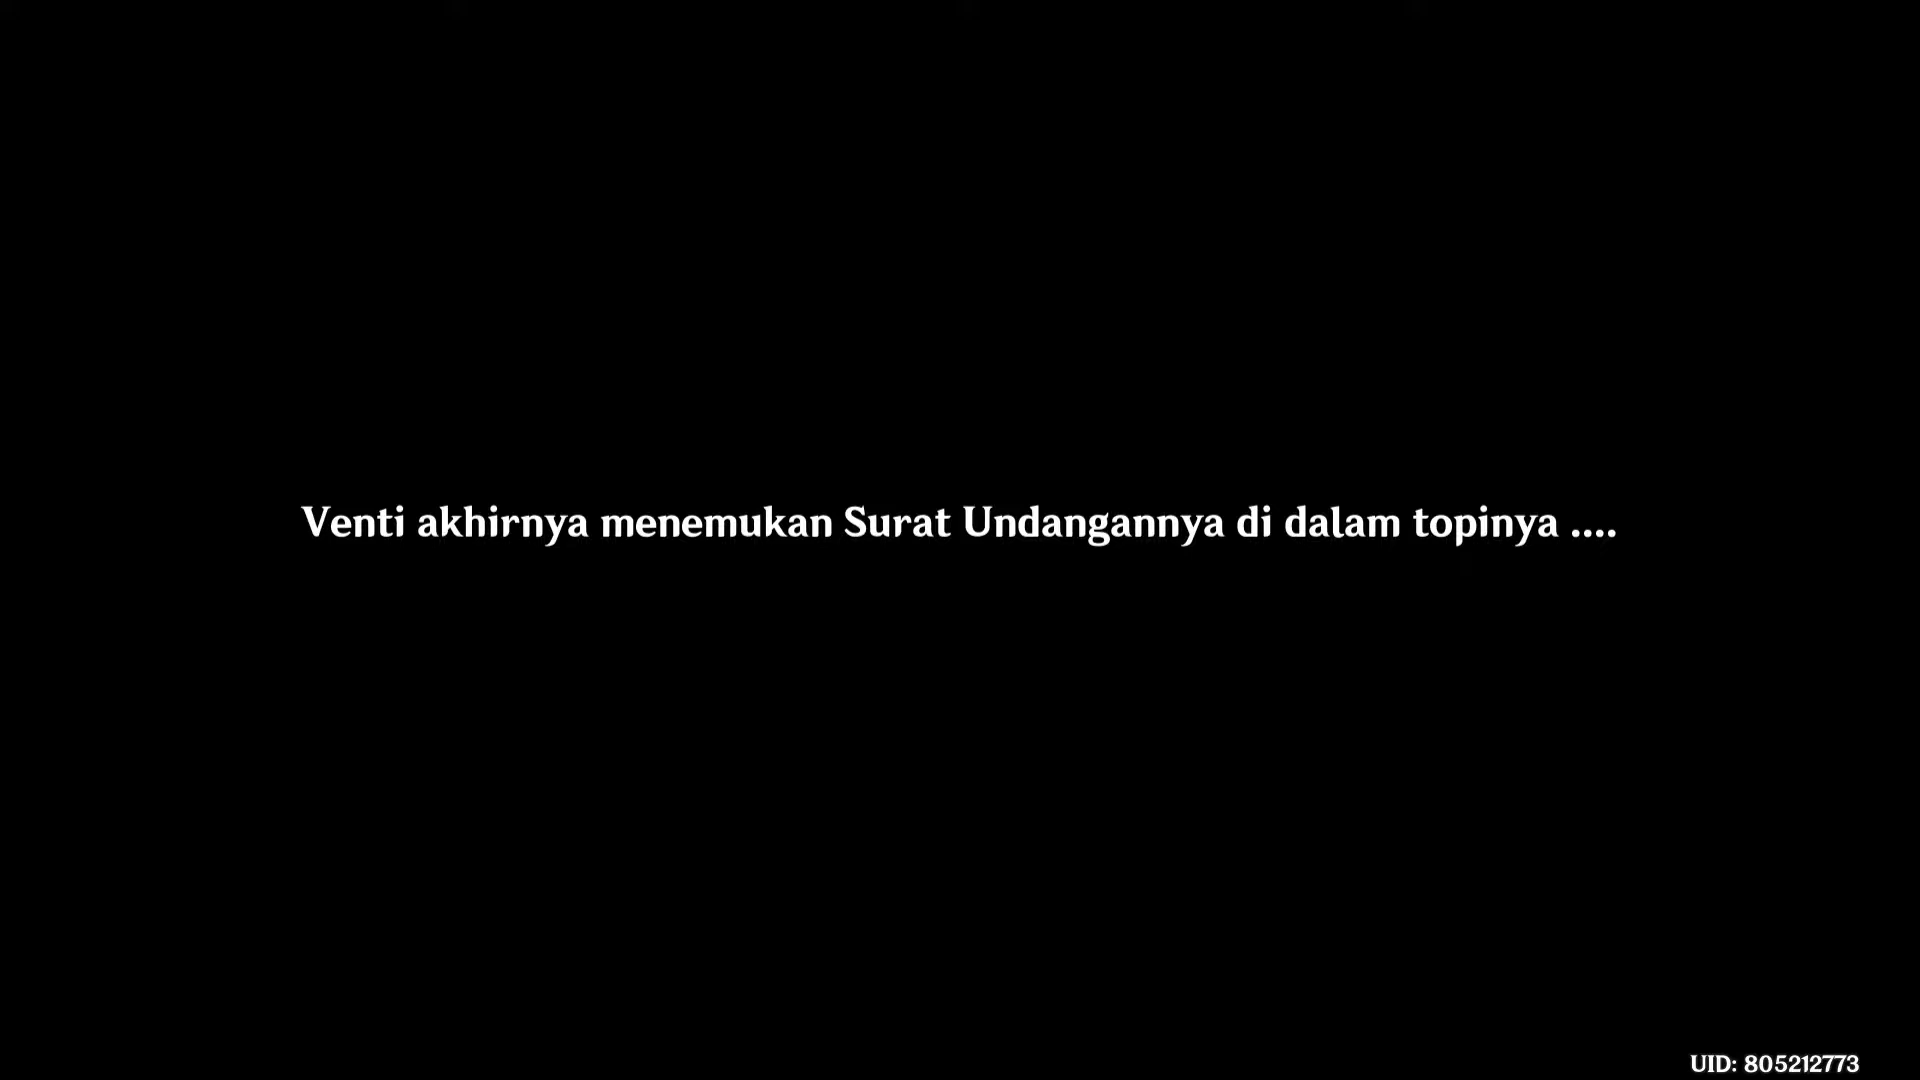 Venti akhirnya menemukan Surat Undangannya di dalam topinya ....
UID: 805212773